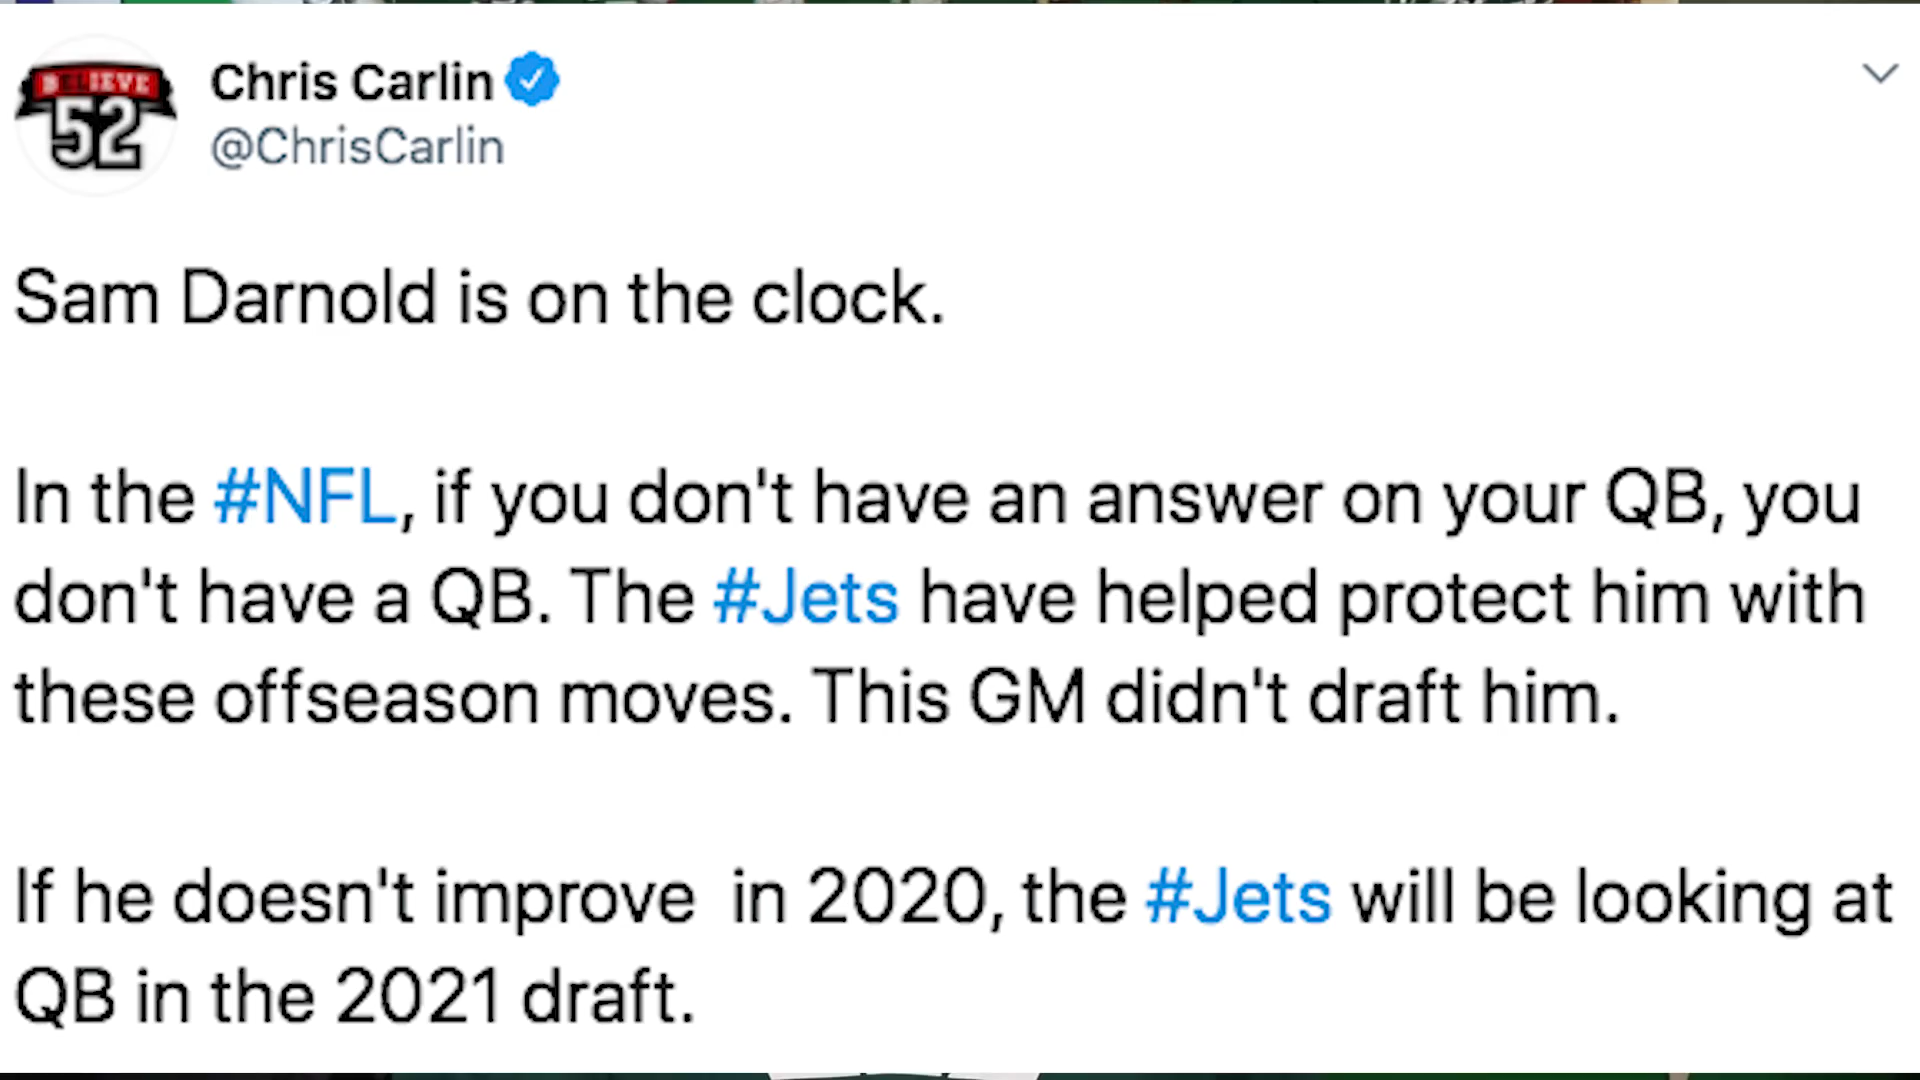 BELIEVE
52
Chris Carlin
@ChrisCarlin
Sam Darnold is on the clock.
In the #NFL, if you don't have an answer on your QB, you
don't have a QB. The #Jets have helped protect him with
these offseason moves. This GM didn't draft him.
If he doesn't improve  in 2020, the #Jets will be looking at
QB in the 2021 draft.